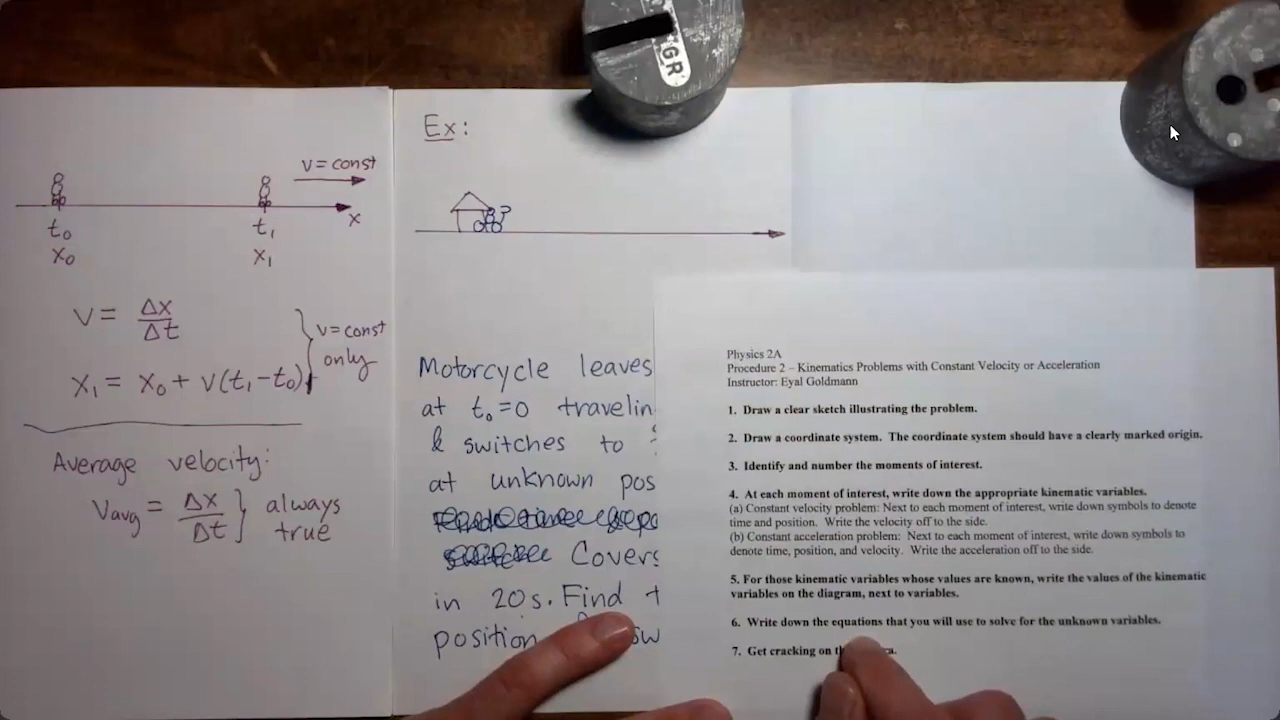 GR
v = const
x
t₀
x₀
t₁
x₁
v = Δx/Δt
x₁ = x₀ + v(t₁-t₀)
v = const
only
Average velocity:
Vavg = Δx/Δt
always
true
Ex:
Motorcycle leaves
at t₀=0
& switches to
at unknown
Covers
in 20s. Find
position
Physics 2A
Procedure 2 – Kinematics Problems with Constant Velocity or Acceleration
Instructor: Eyal Goldmann
1. Draw a clear sketch illustrating the problem.
2. Draw a coordinate system. The coordinate system should have a clearly marked origin.
3. Identify and number the moments of interest.
4. At each moment of interest, write down the appropriate kinematic variables.
(a) Constant velocity problem: Next to each moment of interest, write down symbols to denote
time and position. Write the velocity off to the side.
(b) Constant acceleration problem: Next to each moment of interest, write down symbols to
denote time, position, and velocity. Write the acceleration off to the side.
5. For those kinematic variables whose values are known, write the values of the kinematic
variables on the diagram, next to variables.
6. Write down the equations that you will use to solve for the unknown variables.
7. Get cracking on